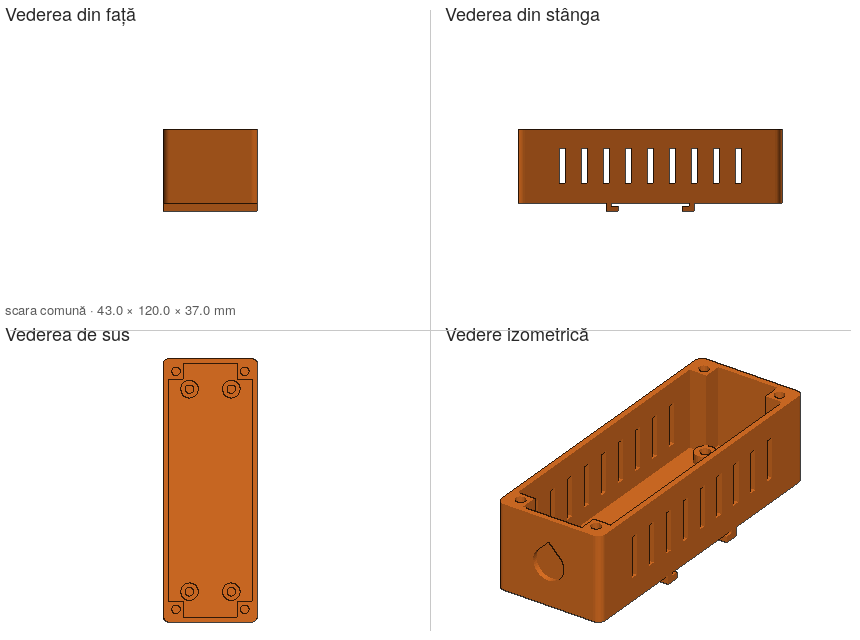 Vederea din față
Vederea din stânga
scara comună · 43.0 × 120.0 × 37.0 mm
Vederea de sus
Vedere izometrică